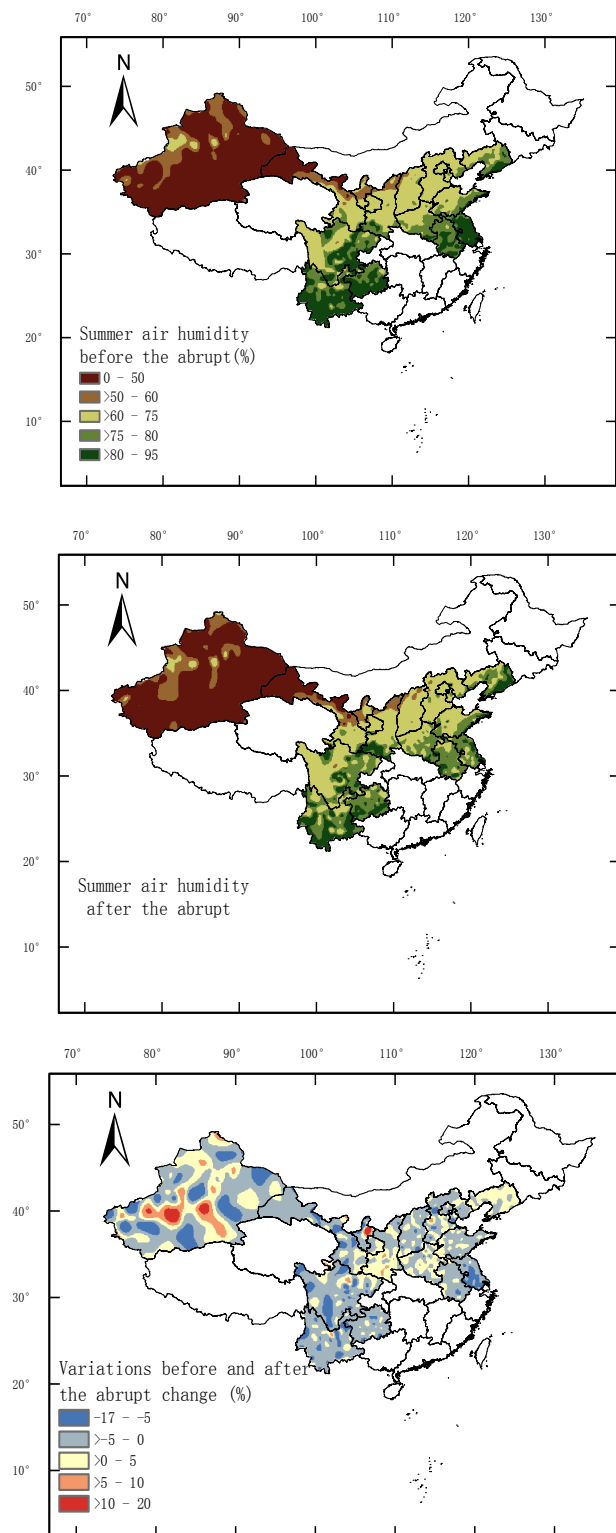 70° 80° 90° 100° 110° 120° 130°
N
50°
40°
30°
20°
Summer air humidity
before the abrupt(%)
0 - 50
>50 - 60
10°
>60 - 75
>75 - 80
>80 - 95
70° 80° 90° 100° 110° 120° 130°
N
50°
40°
30°
20°
Summer air humidity
after the abrupt
10°
70° 80° 90° 100° 110° 120° 130°
N
50°
40°
30°
Variations before and after
20°
the abrupt change (%)
-17 - -5
>-5 - 0
>0 - 5
10°
>5 - 10
>10 - 20